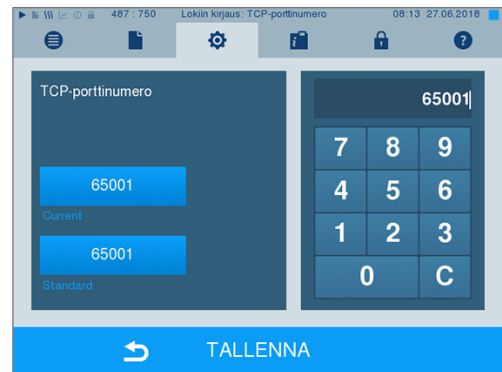 487 : 750 Lokiin kirjaus: TCP-porttinumero 08:13 27.06.2018
TCP-porttinumero
65001
Current
65001
Standard
65001
7 8 9
4 5 6
1 2 3
0 C
TALLENNA